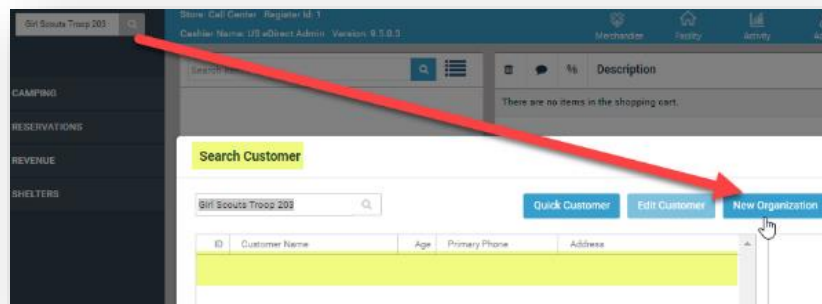 Girl Scouts Troop 203
Store: Call Center Register Id: 1
Cashier Name: US eDirect Admin Version 9.5.0.5
Merchandise
Facility
Activity
Search
%
Description
There are no items in the shopping cart.
CAMPING
RESERVATIONS
REVENUE
SHELTERS
Search Customer
Girl Scouts Troop 203
Quick Customer
Edit Customer
New Organization
ID
Customer Name
Age
Primary Phone
Address